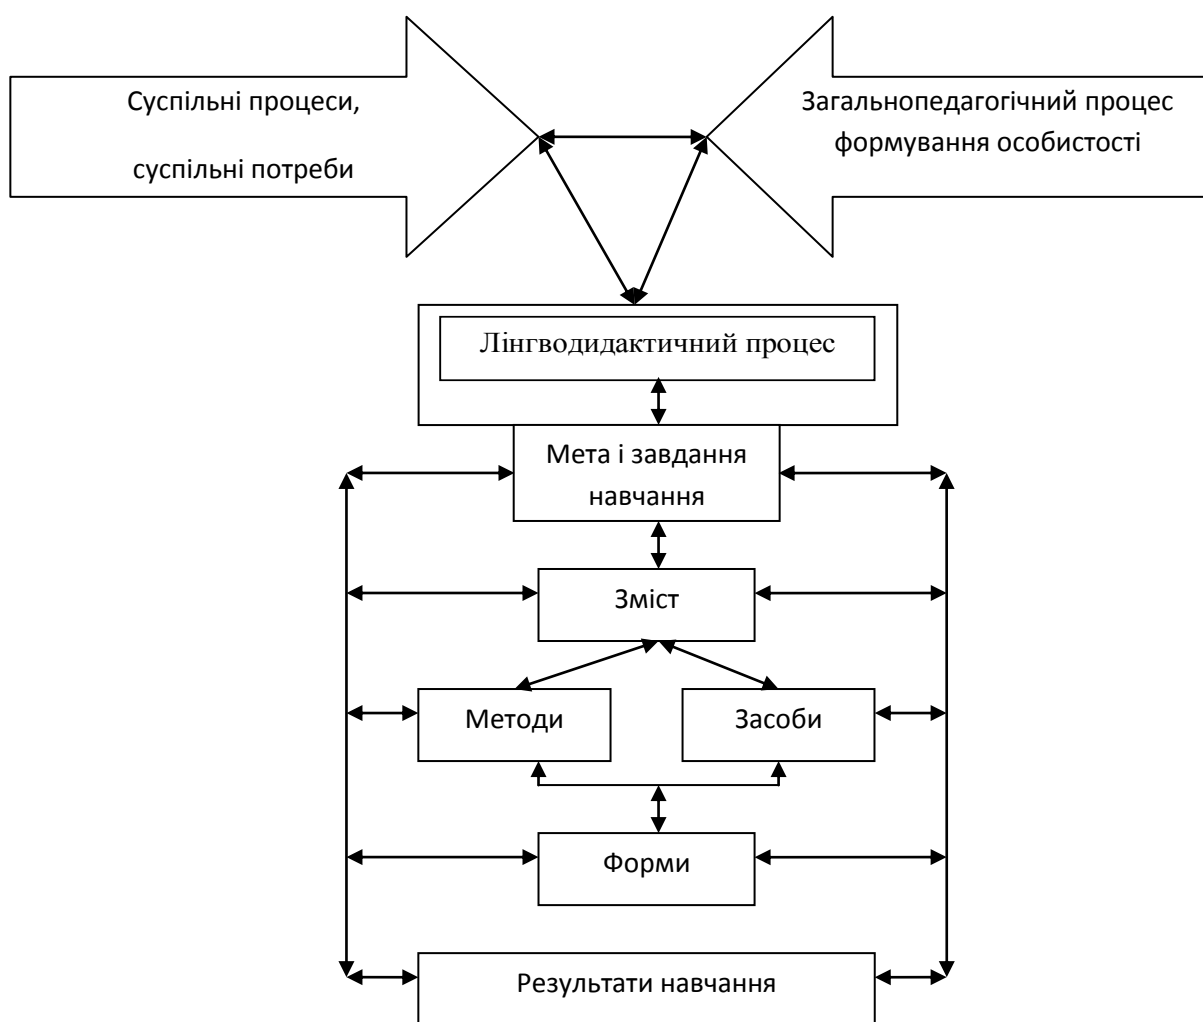 Суспільні процеси,
суспільні потреби
Загальнопедагогічний процес
формування особистості
Лінгводидактичний процес
Мета і завдання
навчання
Зміст
Методи
Засоби
Форми
Результати навчання